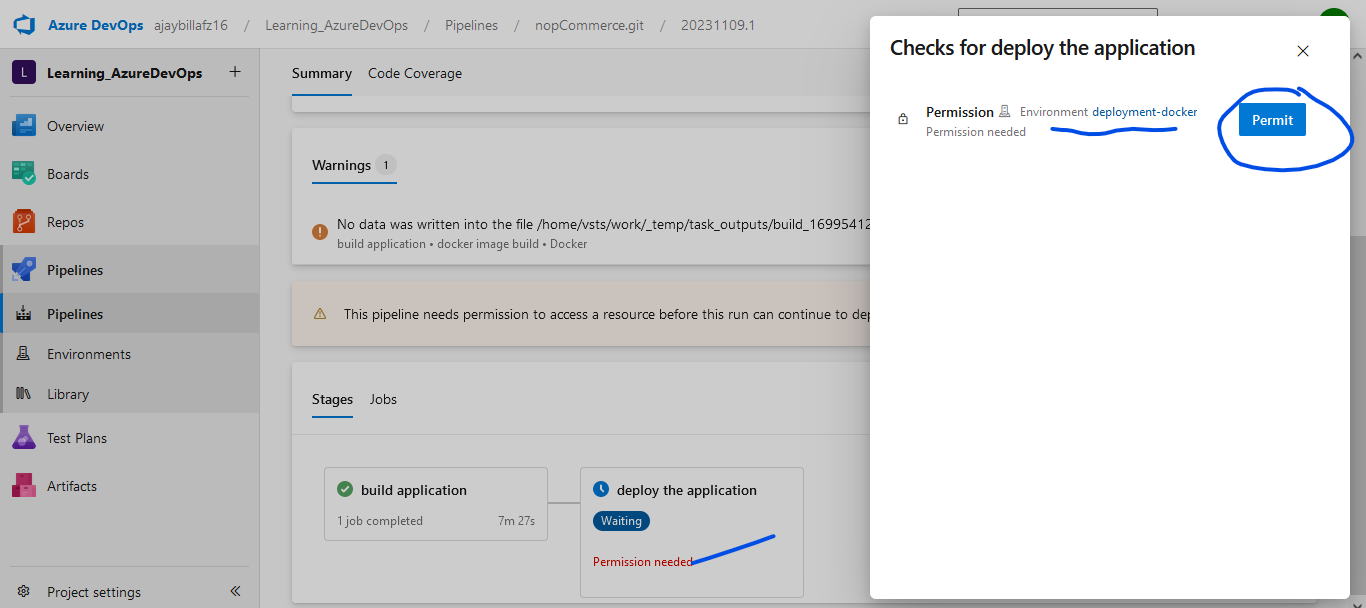 Azure DevOps ajaybillafz16 / Learning_AzureDevOps / Pipelines / nopCommerce.git / 20231109.1
L Learning_AzureDevOps +
Overview
Boards
Repos
Pipelines
Pipelines
Environments
Library
Test Plans
Artifacts
Project settings
Summary Code Coverage
Warnings 1
No data was written into the file /home/vsts/work/_temp/task_outputs/build_16995412
build application • docker image build • Docker
This pipeline needs permission to access a resource before this run can continue to dep
Stages Jobs
build application
1 job completed 7m 27s
deploy the application
Waiting
Permission needed
Checks for deploy the application
Permission Environment deployment-docker
Permission needed
Permit